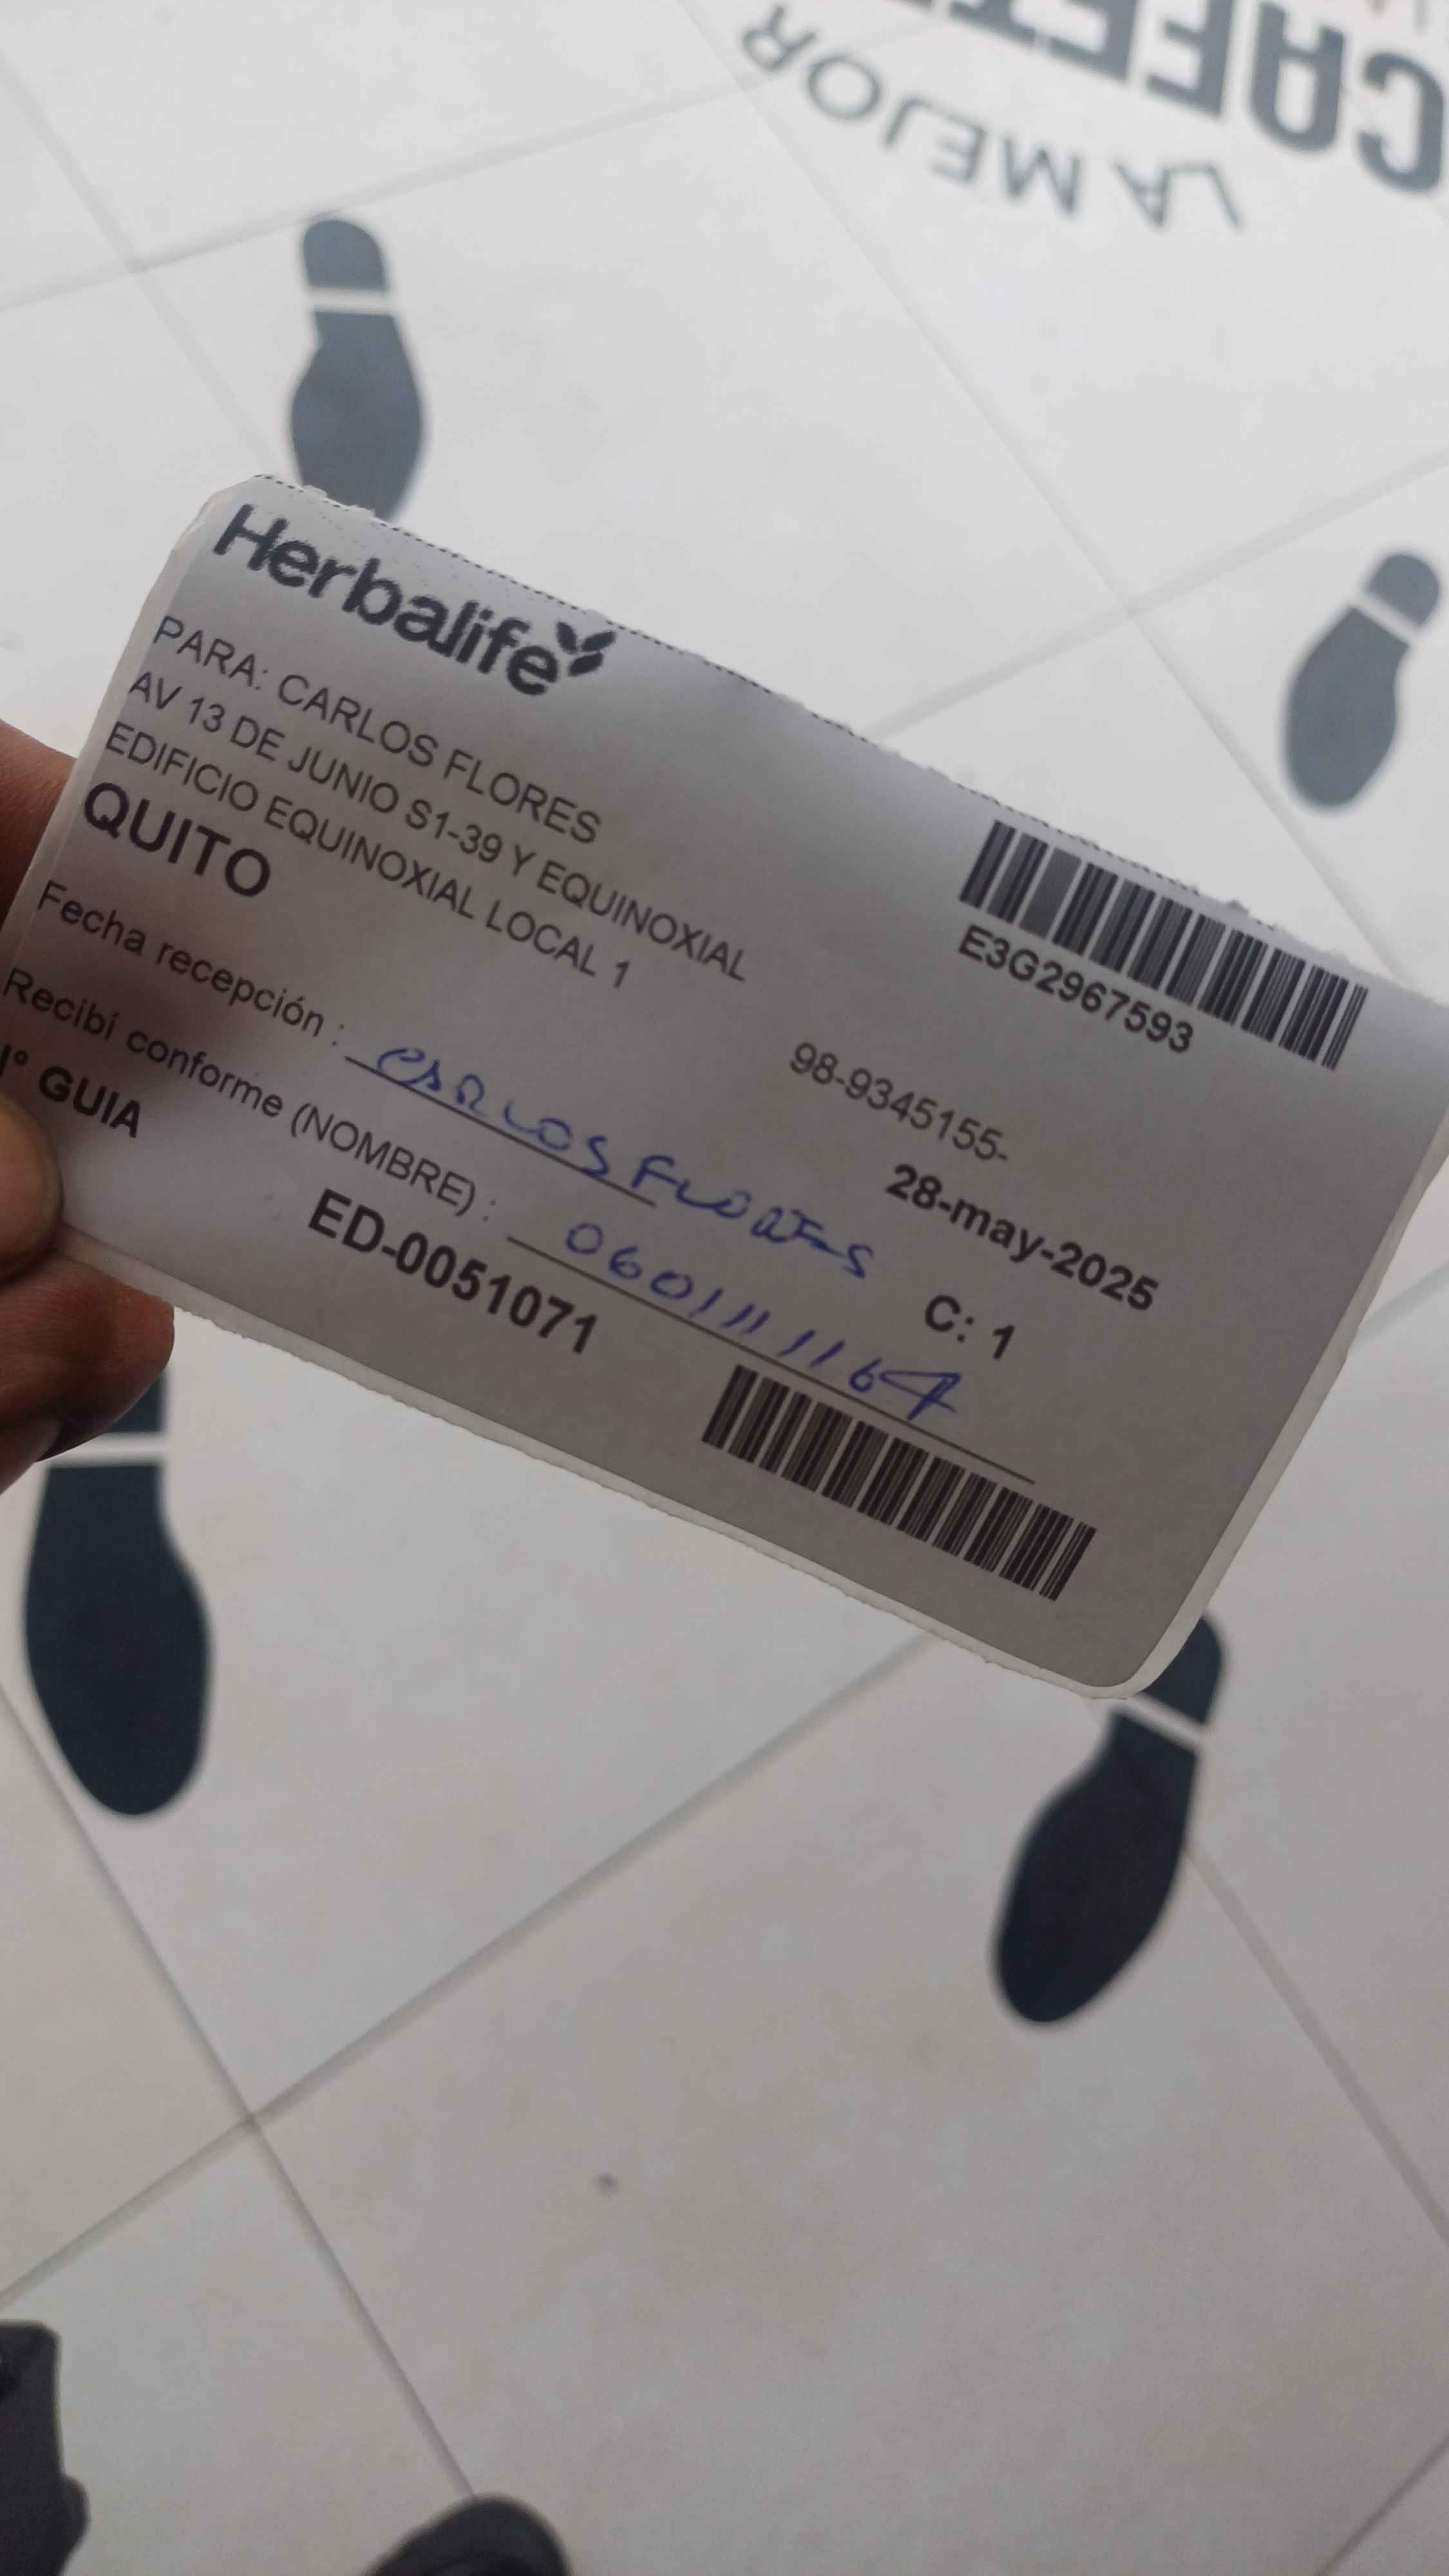 LA MEJOR
Herbalife
PARA: CARLOS FLORES
AV 13 DE JUNIO S1-39 Y EQUINOXIAL
EDIFICIO EQUINOXIAL LOCAL 1
QUITO
E3G2967593
98-9345155-
28-may-2025
Fecha recepción : CARLOS FLORES
C: 1
Recibí conforme (NOMBRE) : 0601111164
N° GUIA ED-0051071